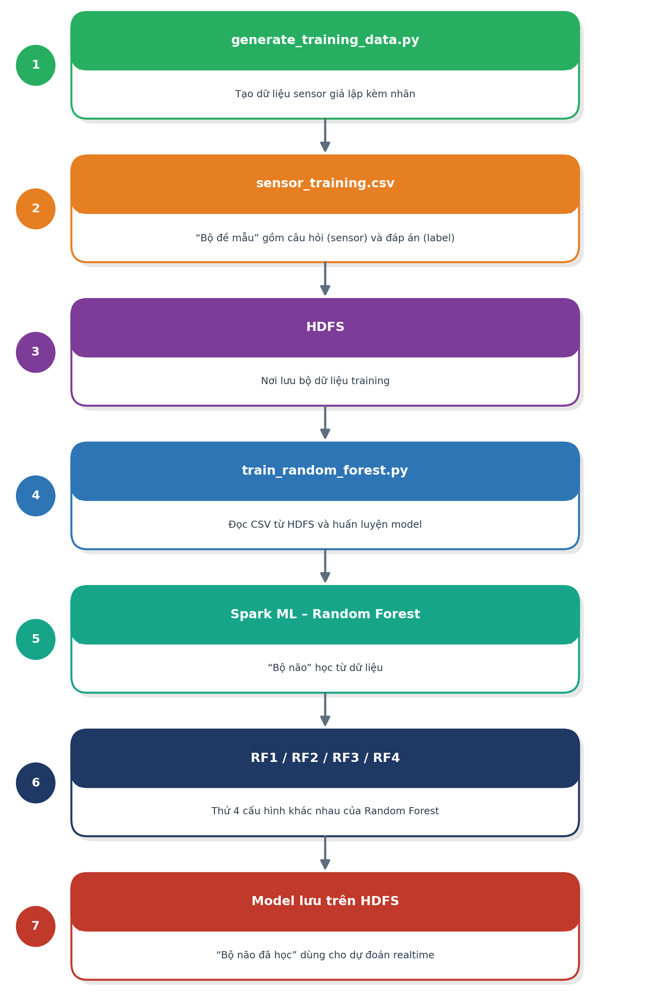 generate_training_data.py
1
Tạo dữ liệu sensor giả lập kèm nhãn
sensor_training.csv
2
“Bộ đề mẫu” gồm câu hỏi (sensor) và đáp án (label)
HDFS
3
Nơi lưu bộ dữ liệu training
train_random_forest.py
4
Đọc CSV từ HDFS và huấn luyện model
Spark ML – Random Forest
5
“Bộ não” học từ dữ liệu
RF1 / RF2 / RF3 / RF4
6
Thử 4 cấu hình khác nhau của Random Forest
Model lưu trên HDFS
7
“Bộ não đã học” dùng cho dự đoán realtime